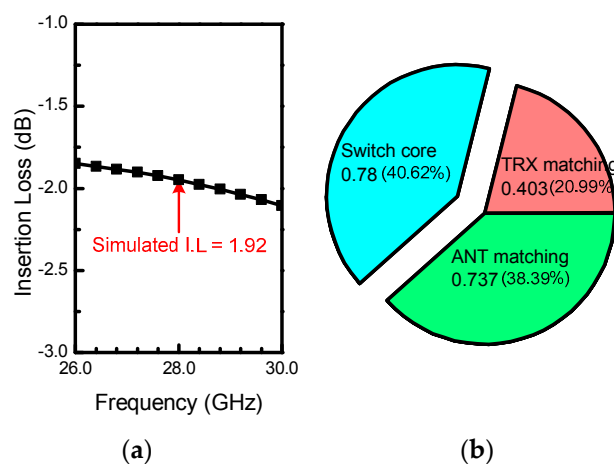 -1.0
-1.5
-2.0
-2.5
-3.0
Insertion Loss (dB)
Simulated I.L = 1.92
26.0
28.0
30.0
Frequency (GHz)
(a)
Switch core
0.78 (40.62%)
TRX matching
0.403(20.99%)
ANT matching
0.737 (38.39%)
(b)